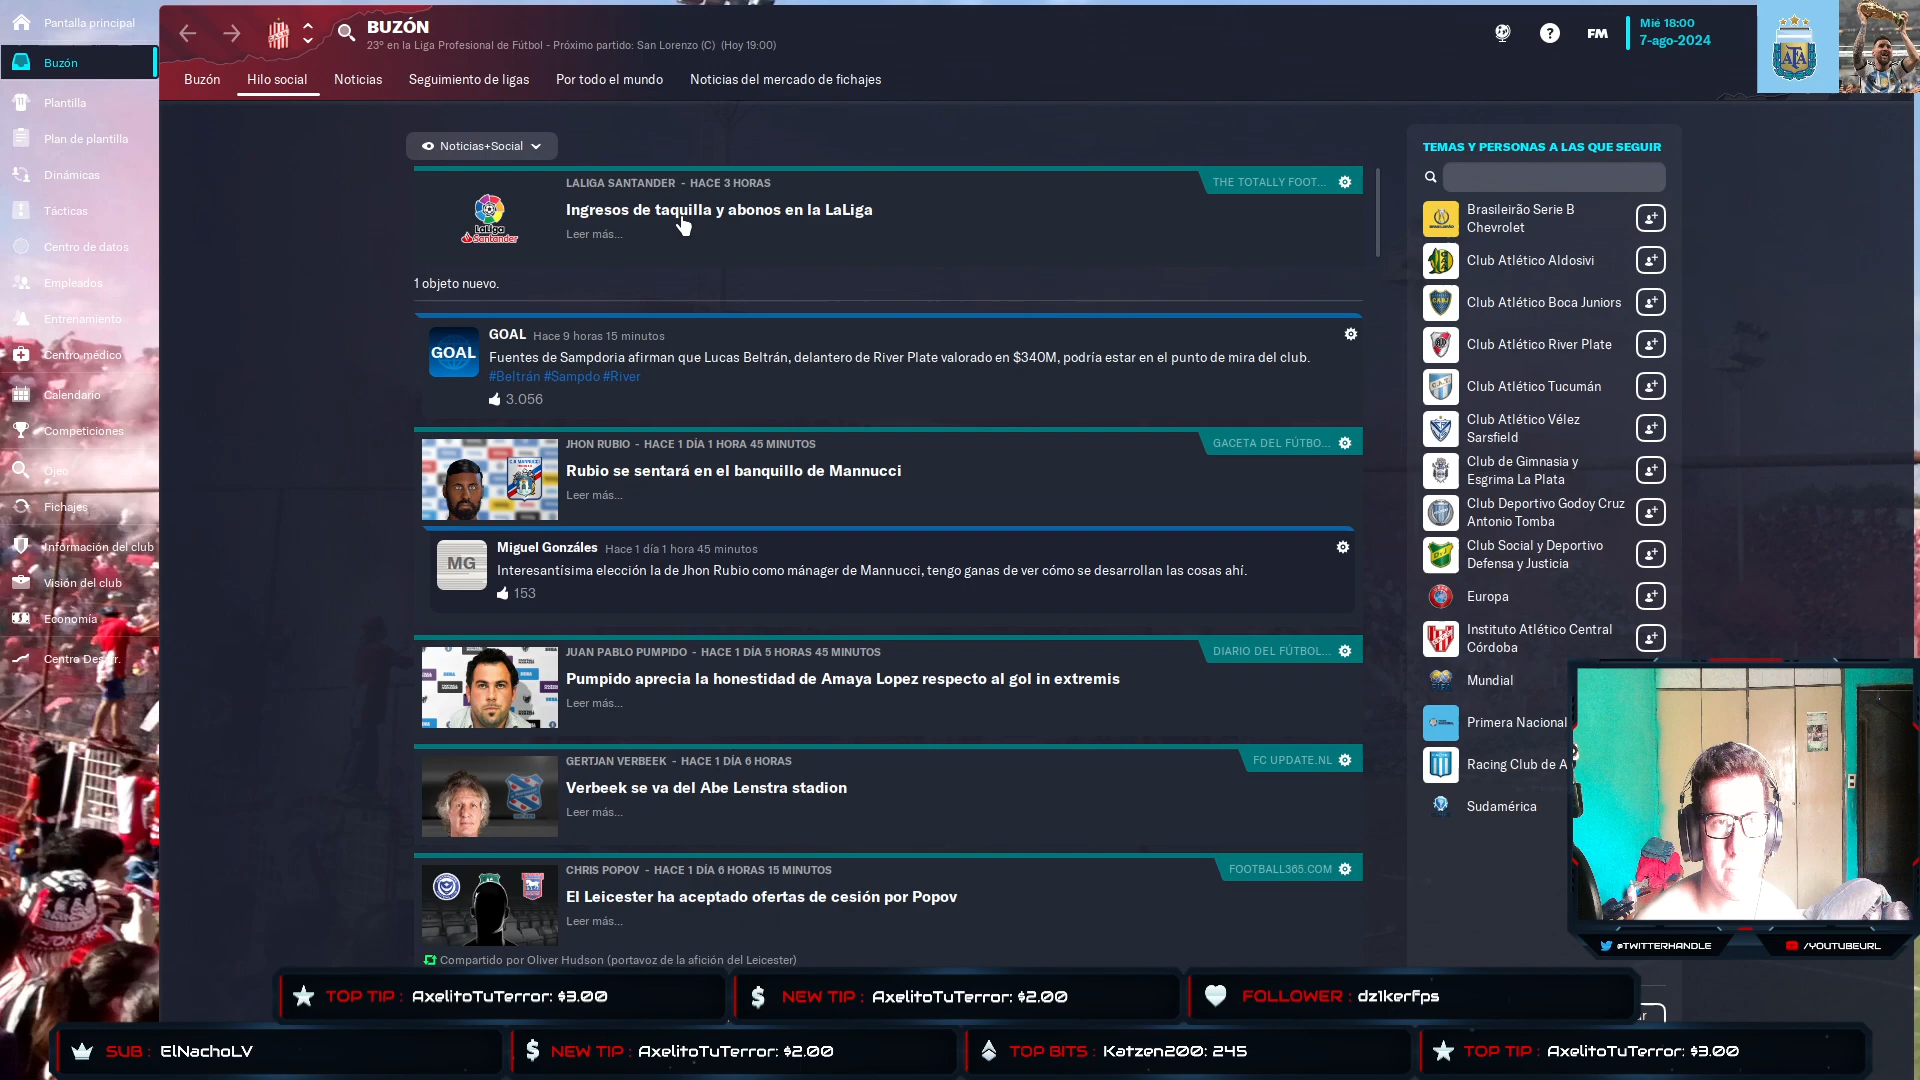 Pantalla principal
Buzón
Plantilla
Plan de plantilla
Dinámicas
Tácticas
Centro de datos
Empleados
Entrenamiento
Centro médico
Calendario
Competiciones
Ojeo
Fichajes
Información del club
Visión del club
Economía
BUZÓN
23º en la Liga Profesional de Fútbol - Próximo partido: San Lorenzo (C) (Hoy 19:00)
FM
Mié 18:00
7-ago-2024
Buzón Hilo social Noticias Seguimiento de ligas Por todo el mundo Noticias del mercado de fichajes
Noticias+Social
LALIGA SANTANDER - HACE 3 HORAS
THE TOTALLY FOOT...
Ingresos de taquilla y abonos en la LaLiga
Leer más...
LaLiga
Santander
1 objeto nuevo.
GOAL
GOAL Hace 9 horas 15 minutos
Fuentes de Sampdoria afirman que Lucas Beltrán, delantero de River Plate valorado en $340M, podría estar en el punto de mira del club.
#Beltrán #Sampdo #River
3.056
JHON RUBIO - HACE 1 DÍA 1 HORA 45 MINUTOS
GACETA DEL FÚTBO...
Rubio se sentará en el banquillo de Mannucci
Leer más...
MG
Miguel Gonzáles Hace 1 día 1 hora 45 minutos
Interesantísima elección la de Jhon Rubio como mánager de Mannucci, tengo ganas de ver cómo se desarrollan las cosas ahí.
153
JUAN PABLO PUMPIDO - HACE 1 DÍA 5 HORAS 45 MINUTOS
DIARIO DEL FÚTBOL...
Pumpido aprecia la honestidad de Amaya Lopez respecto al gol in extremis
Leer más...
GERTJAN VERBEEK - HACE 1 DÍA 6 HORAS
FC UPDATE.NL
Verbeek se va del Abe Lenstra stadion
Leer más...
CHRIS POPOV - HACE 1 DÍA 6 HORAS 15 MINUTOS
FOOTBALL365.COM
El Leicester ha aceptado ofertas de cesión por Popov
Leer más...
Compartido por Oliver Hudson (portavoz de la afición del Leicester)
TEMAS Y PERSONAS A LAS QUE SEGUIR
Brasileirão Serie B
Chevrolet
Club Atlético Aldosivi
Club Atlético Boca Juniors
Club Atlético River Plate
Club Atlético Tucumán
Club Atlético Vélez
Sarsfield
Club de Gimnasia y
Esgrima La Plata
Club Deportivo Godoy Cruz
Antonio Tomba
Club Social y Deportivo
Defensa y Justicia
Europa
Instituto Atlético Central
Córdoba
Mundial
Primera Nacional
Racing Club de A
Sudamérica
@TWITTERHANDLE
/YOUTUBEURL
TOP TIP : AxelitoTuTerror: $3.00
NEW TIP : AxelitoTuTerror: $2.00
FOLLOWER : dz1kerfps
SUB : ElNachoLV
NEW TIP : AxelitoTuTerror: $2.00
TOP BITS : Katzen200: 245
TOP TIP : AxelitoTuTerror: $3.00